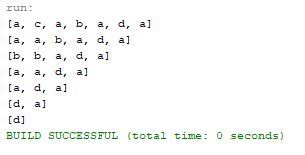 run:
[a, c, a, b, a, d, a]
[a, a, b, a, d, a]
[b, b, a, d, a]
[a, a, d, a]
[a, d, a]
[d, a]
[d]
BUILD SUCCESSFUL (total time: 0 seconds)